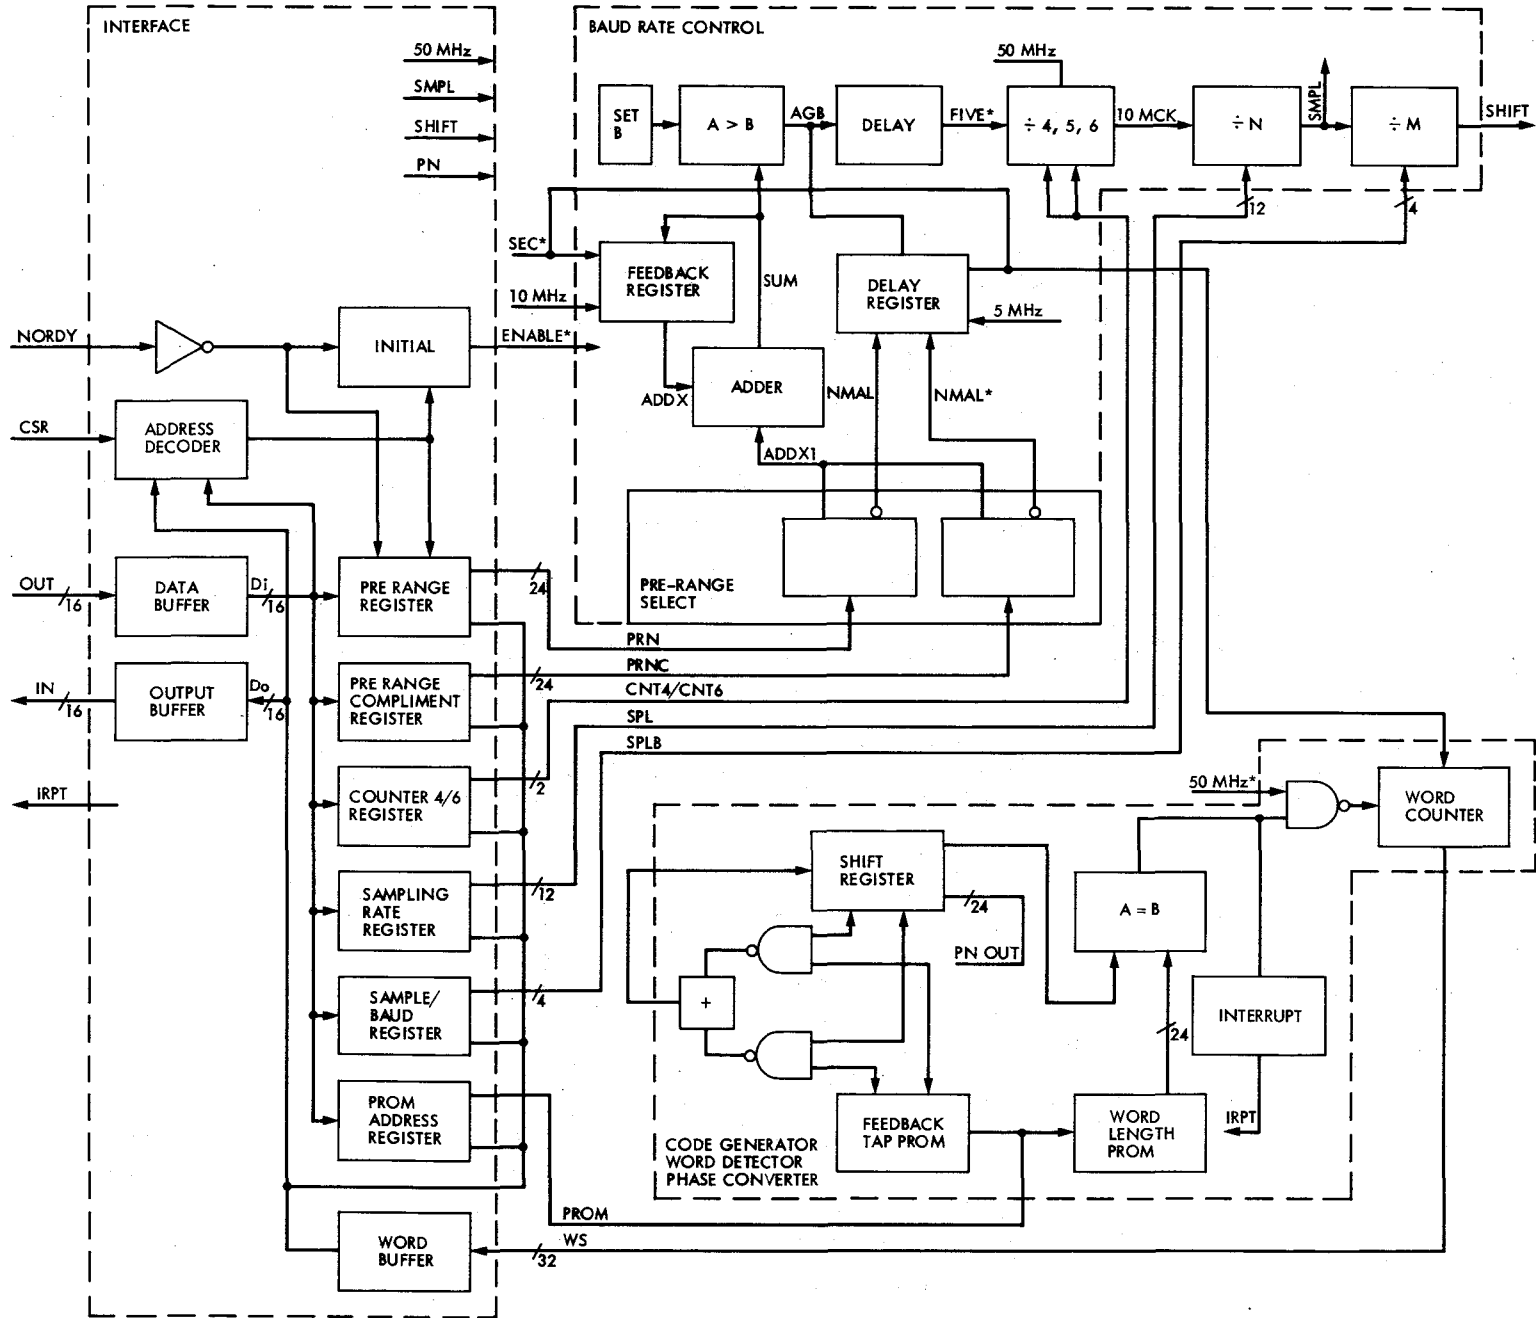 INTERFACE
50 MHz
SMPL
SHIFT
PN
NORDY
INITIAL
ENABLE*
CSR
ADDRESS
DECODER
OUT
16
DATA
BUFFER
Di
16
PRE RANGE
REGISTER
24
IN
16
OUTPUT
BUFFER
Do
16
PRE RANGE
COMPLIMENT
REGISTER
24
IRPT
COUNTER 4/6
REGISTER
2
SAMPLING
RATE
REGISTER
12
SAMPLE/
BAUD
REGISTER
4
PROM
ADDRESS
REGISTER
WORD
BUFFER
32
BAUD RATE CONTROL
SET
B
A > B
AGB
DELAY
FIVE*
50 MHz
÷ 4, 5, 6
10 MCK
÷ N
SMPL
÷ M
SHIFT
12
4
SEC*
10 MHz
FEEDBACK
REGISTER
SUM
DELAY
REGISTER
5 MHz
ADDX
ADDER
NMAL
NMAL*
ADDX1
PRE-RANGE
SELECT
PRN
PRNC
CNT4/CNT6
SPL
SPLB
50 MHz*
WORD
COUNTER
SHIFT
REGISTER
24
PN OUT
A = B
+
24
INTERRUPT
FEEDBACK
TAP PROM
WORD
LENGTH
PROM
IRPT
CODE GENERATOR
WORD DETECTOR
PHASE CONVERTER
PROM
WS